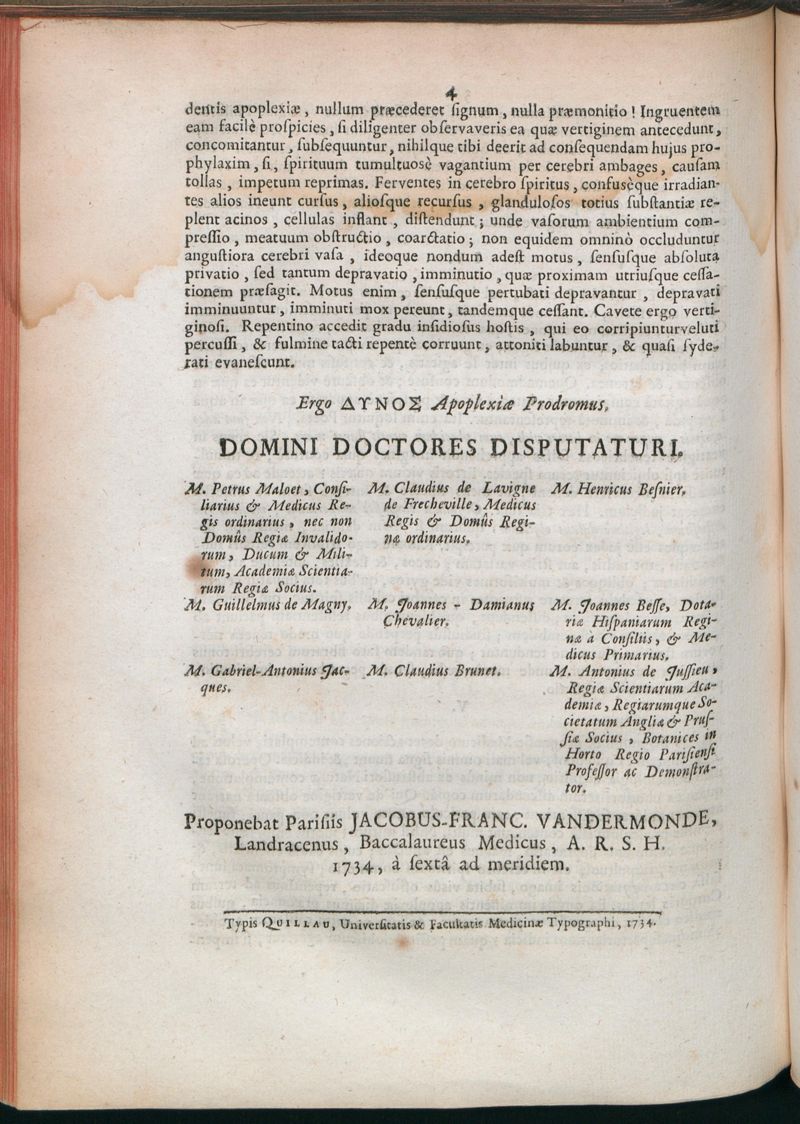 4
dentis apoplexiæ, nullum præcederet ſignum, nulla præmonitio! Ingruentem
eam facilè proſpicies, ſi diligenter obſervaveris ea quæ vertiginem antecedunt,
concomitantur, ſubſequuntur, nihilque tibi deerit ad conſequendam hujus pro-
phylaxim, ſi, ſpirituum tumultuosè vagantium per cerebri ambages, cauſam
tollas, impetum reprimas. Ferventes in cerebro ſpiritus, confusèque irradian-
tes alios ineunt curſus, alioſque recurſus, glanduloſos totius ſubſtantiæ re-
plent acinos, cellulas inflant, diſtendunt; unde vaſorum ambientium com-
preſſio, meatuum obſtructio, coarctatio; non equidem omninò occluduntur
anguſtiora cerebri vaſa, ideoque nondum adeſt motus, ſenſuſque abſoluta
privatio, ſed tantum depravatio, imminutio, quæ proximam utriuſque ceſſa-
tionem præſagit. Motus enim, ſenſuſque pertubati depravantur, depravati
imminuuntur, imminuti mox pereunt, tandemque ceſſant. Cavete ergo verti-
ginoſi. Repentino accedit gradu inſidioſus hoſtis, qui eo corripiunturveluti
percuſſi, & fulmine tacti repentè corruunt, attoniti labuntur, & quaſi ſyde-
rati evaneſcunt.
Ergo ΔΥΝΟΣ Apoplexiæ Prodromus.
DOMINI DOCTORES DISPUTATURI.
M. Petrus Maloet, Conſi-
liarius & Medicus Re-
gis ordinarius, nec non
Domûs Regiæ Invalido-
rum, Ducum & Mili-
tum, Academiæ Scientia-
rum Regiæ Socius.
M. Claudius de Lavigne
de Frecheville, Medicus
Regis & Domûs Regi-
næ ordinarius.
M. Henricus Beſnier.
M. Guillelmus de Magny.
M. Joannes - Damianus
Chevalier.
M. Joannes Beſſe, Dota-
riæ Hiſpaniarum Regi-
næ à Conſiliis, & Me-
dicus Primarius.
M. Gabriel-Antonius Jac-
ques.
M. Claudius Brunet.
M. Antonius de Juſſieu,
Regiæ Scientiarum Aca-
demiæ, Regiarumque So-
cietatum Angliæ & Pruſ-
ſiæ Socius, Botanices in
Horto Regio Pariſienſi
Profeſſor ac Demonſtra-
tor.
Proponebat Pariſiis JACOBUS-FRANC. VANDERMONDE,
Landracenus, Baccalaureus Medicus, A. R. S. H.
1734, à ſextâ ad meridiem.
Typis QUILLAU, Univerſitatis & Facultatis Medicinæ Typographi, 1734.